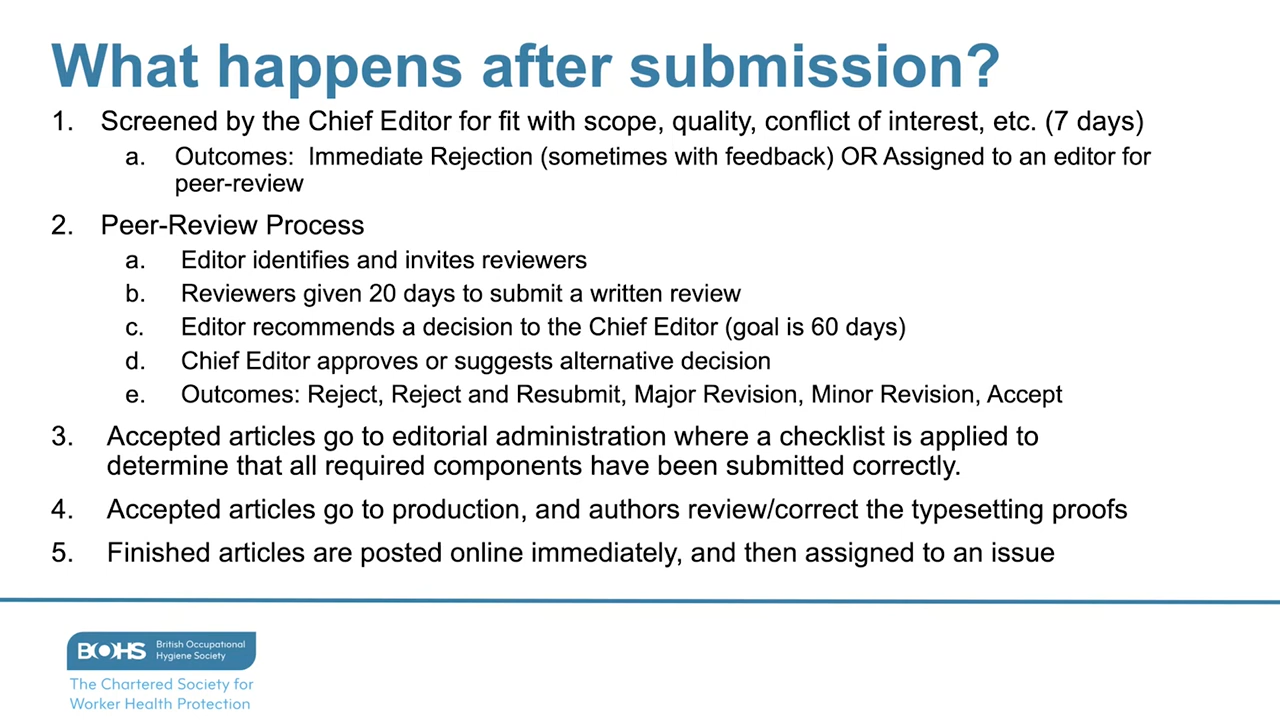 What happens after submission?
1. Screened by the Chief Editor for fit with scope, quality, conflict of interest, etc. (7 days)
a. Outcomes: Immediate Rejection (sometimes with feedback) OR Assigned to an editor for
peer-review
2. Peer-Review Process
a. Editor identifies and invites reviewers
b. Reviewers given 20 days to submit a written review
c. Editor recommends a decision to the Chief Editor (goal is 60 days)
d. Chief Editor approves or suggests alternative decision
e. Outcomes: Reject, Reject and Resubmit, Major Revision, Minor Revision, Accept
3. Accepted articles go to editorial administration where a checklist is applied to
determine that all required components have been submitted correctly.
4. Accepted articles go to production, and authors review/correct the typesetting proofs
5. Finished articles are posted online immediately, and then assigned to an issue
BOHS
British Occupational
Hygiene Society
The Chartered Society for
Worker Health Protection